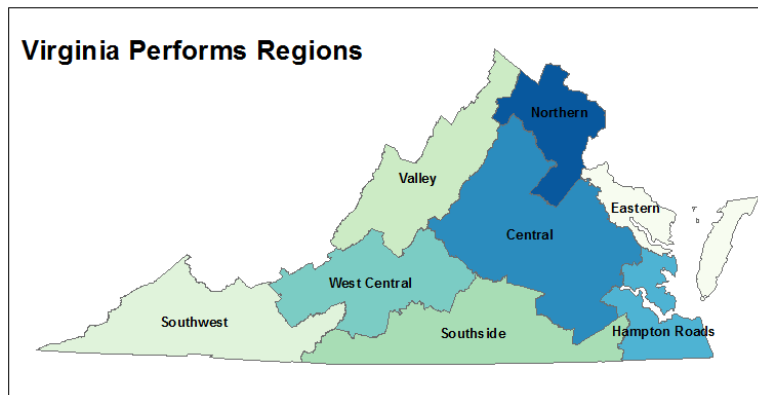 Virginia Performs Regions
Northern
Valley
Eastern
Central
West Central
Southwest
Southside
Hampton Roads